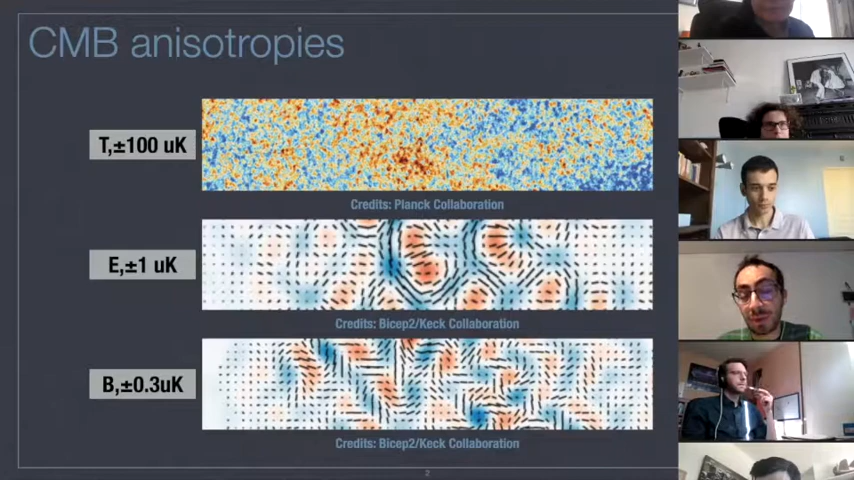 CMB anisotropies
T,±100 uK
Credits: Planck Collaboration
E,±1 uK
Credits: Bicep2/Keck Collaboration
B,±0.3uK
Credits: Bicep2/Keck Collaboration
2